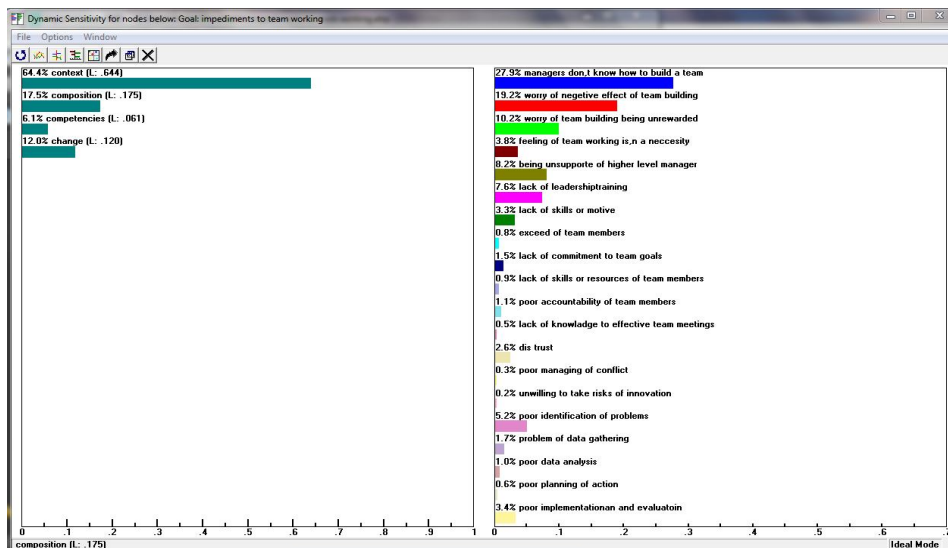 Dynamic Sensitivity for nodes below: Goal: impediments to team working
File Options Window
64.4% context (L: .644)
17.5% composition (L: .175)
6.1% competencies (L: .061)
12.0% change (L: .120)
0 .1 .2 .3 .4 .5 .6 .7 .8 .9 1
27.9% managers don,t know how to build a team
19.2% worry of negetive effect of team building
10.2% worry of team building being unrewarded
3.8% feeling of team working is,n a neccesity
8.2% being unsupporte of higher level manager
7.6% lack of leadershiptraining
3.3% lack of skills or motive
0.8% exceed of team members
1.5% lack of commitment to team goals
0.9% lack of skills or resources of team members
1.1% poor accountability of team members
0.5% lack of knowladge to effective team meetings
2.6% dis trust
0.3% poor managing of conflict
0.2% unwilling to take risks of innovation
5.2% poor identification of problems
1.7% problem of data gathering
1.0% poor data analysis
0.6% poor planning of action
3.4% poor implementationan and evaluatoin
0 .1 .2 .3 .4 .5 .6
composition (L: .175)
Ideal Mode